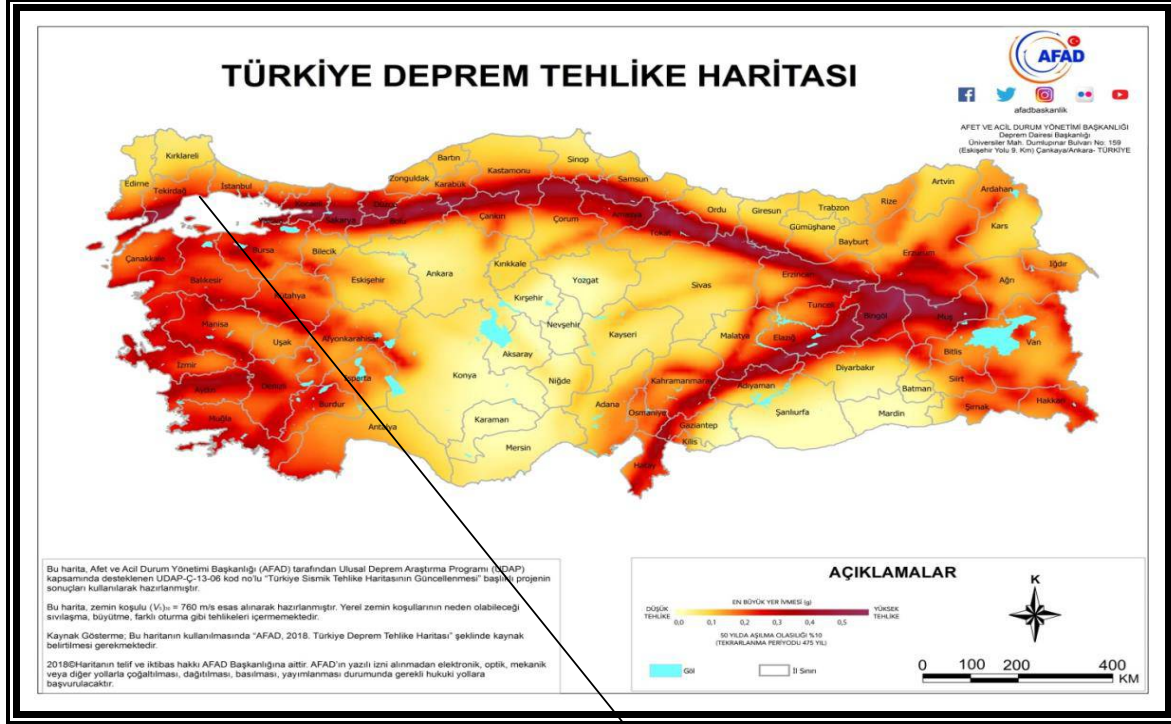 TÜRKİYE DEPREM TEHLİKE HARİTASI
AFAD
afadbaskanlik
AFET VE ACİL DURUM YÖNETİMİ BAŞKANLIĞI
Deprem Dairesi Başkanlığı
Üniversiler Mah. Dumlupınar Bulvarı No: 159
(Eskişehir Yolu 9. Km) Çankaya/Ankara- TÜRKİYE
Kırklareli
Edirne
Tekirdağ
İstanbul
Zonguldak
Bartın
Karabük
Kastamonu
Sinop
Samsun
Ordu
Giresun
Trabzon
Rize
Artvin
Ardahan
Kars
Gümüşhane
Bayburt
Erzurum
Iğdır
Ağrı
Sakarya
Bolu
Çankırı
Çorum
Amasya
Tokat
Çanakkale
Balıkesir
Bursa
Bilecik
Eskişehir
Ankara
Kırıkkale
Yozgat
Sivas
Erzincan
Tunceli
Bingöl
Muş
Kütahya
Manisa
Uşak
Afyonkarahisar
Kırşehir
Nevşehir
Kayseri
Malatya
Elazığ
Bitlis
Van
İzmir
Aydın
Denizli
Isparta
Burdur
Konya
Aksaray
Niğde
Kahramanmaraş
Adıyaman
Diyarbakır
Batman
Siirt
Şırnak
Hakkari
Muğla
Antalya
Karaman
Mersin
Adana
Osmaniye
Gaziantep
Kilis
Şanlıurfa
Mardin
Hatay
Bu harita, Afet ve Acil Durum Yönetimi Başkanlığı (AFAD) tarafından Ulusal Deprem Araştırma Programı (UDAP)
kapsamında desteklenen UDAP-Ç-13-06 kod no'lu "Türkiye Sismik Tehlike Haritasının Güncellenmesi" başlıklı projenin
sonuçları kullanılarak hazırlanmıştır.
Bu harita, zemin koşulu (Vs)30 = 760 m/s esas alınarak hazırlanmıştır. Yerel zemin koşullarının neden olabileceği
sıvılaşma, büyütme, farklı oturma gibi tehlikeleri içermemektedir.
Kaynak Gösterme; Bu haritanın kullanılmasında "AFAD, 2018. Türkiye Deprem Tehlike Haritası" şeklinde kaynak
belirtilmesi gerekmektedir.
2018©Haritanın telif ve iktibas hakkı AFAD Başkanlığına aittir. AFAD'ın yazılı izni alınmadan elektronik, optik, mekanik
veya diğer yollarla çoğaltılması, dağıtılması, basılması, yayımlanması durumunda gerekli hukuki yollara
başvurulacaktır.
AÇIKLAMALAR
DÜŞÜK
TEHLİKE
EN BÜYÜK YER İVMESİ (g)
YÜKSEK
TEHLİKE
0,0 0,1 0,2 0,3 0,4 0,5
50 YILDA AŞILMA OLASILIĞI %10
(TEKRARLANMA PERİYODU 475 YIL)
Göl
İl Sınırı
K
0 100 200 400
KM